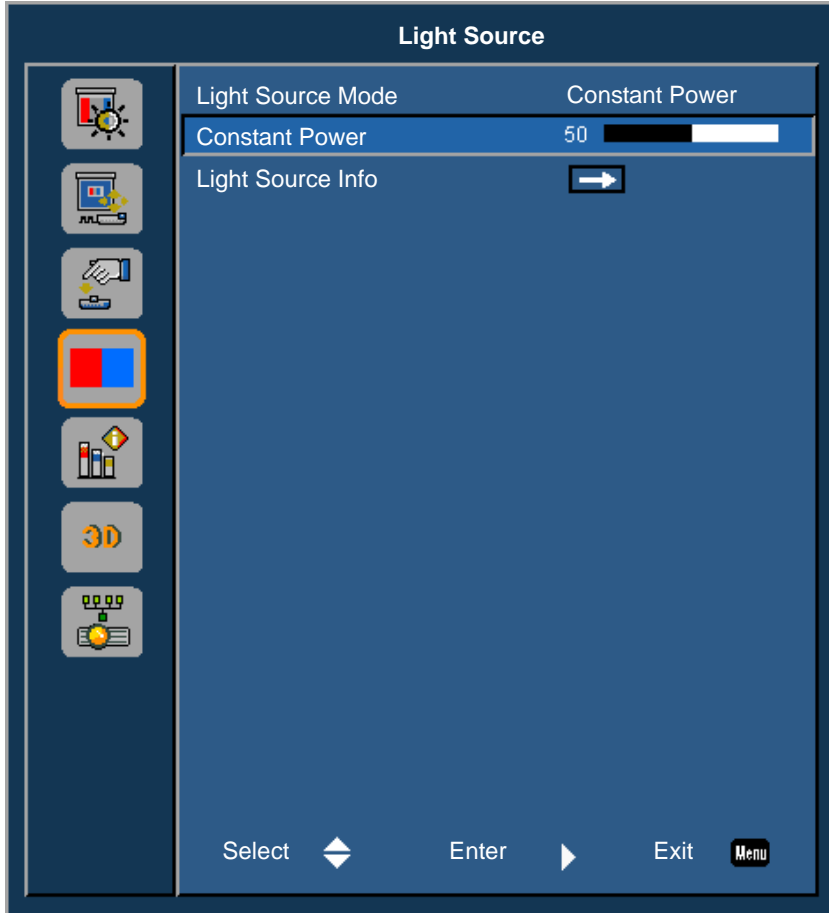 Light Source
Light Source Mode Constant Power
Constant Power 50
Light Source Info
3D
Select Enter Exit Menu